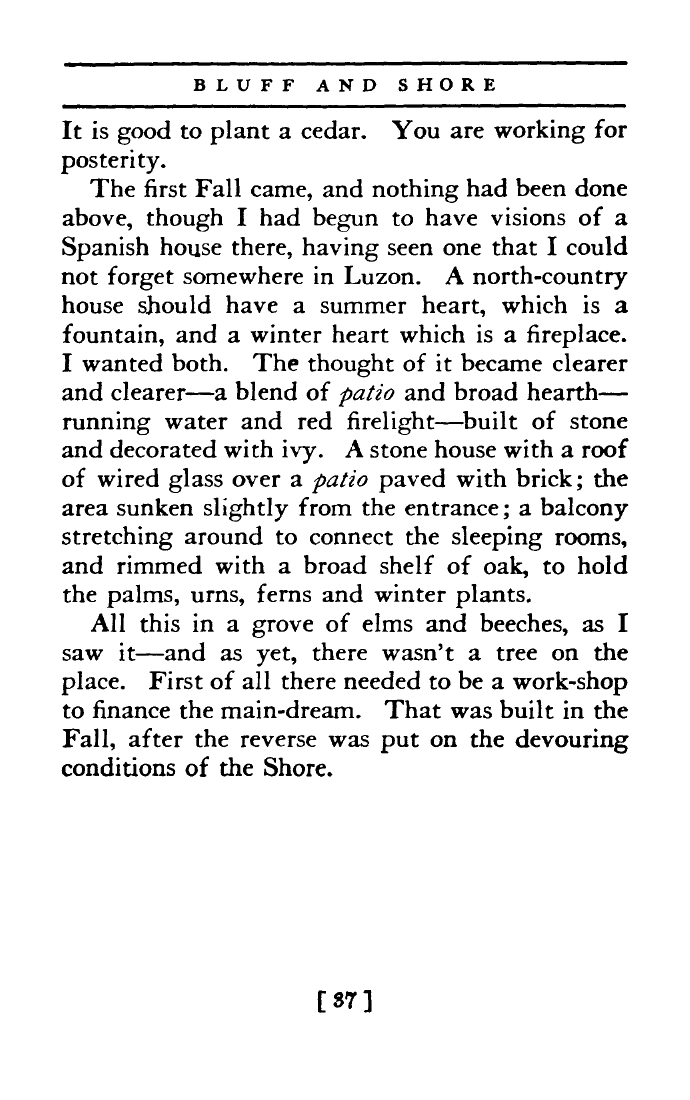 BLUFF AND SHORE
It is good to plant a cedar. You are working for
posterity.
The first Fall came, and nothing had been done
above, though I had begun to have visions of a
Spanish house there, having seen one that I could
not forget somewhere in Luzon. A north-country
house should have a summer heart, which is a
fountain, and a winter heart which is a fireplace.
I wanted both. The thought of it became clearer
and clearer—a blend of patio and broad hearth—
running water and red firelight—built of stone
and decorated with ivy. A stone house with a roof
of wired glass over a patio paved with brick; the
area sunken slightly from the entrance; a balcony
stretching around to connect the sleeping rooms,
and rimmed with a broad shelf of oak, to hold
the palms, urns, ferns and winter plants.
All this in a grove of elms and beeches, as I
saw it—and as yet, there wasn't a tree on the
place. First of all there needed to be a work-shop
to finance the main-dream. That was built in the
Fall, after the reverse was put on the devouring
conditions of the Shore.
[37]